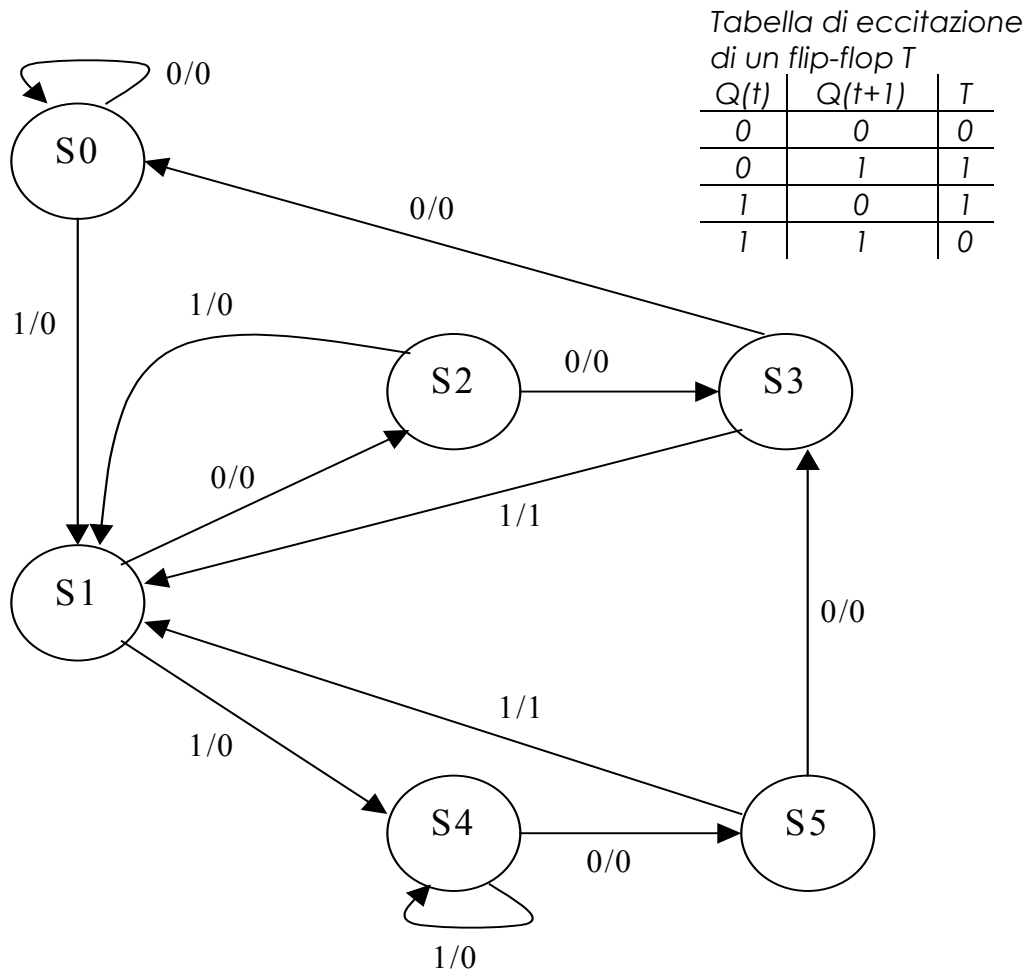 Tabella di eccitazione
di un flip-flop T
Q(t) Q(t+1) T
0 0 0
0 1 1
1 0 1
1 1 0
0/0
S0
0/0
1/0
1/0
S2
0/0
S3
0/0
1/1
S1
0/0
1/1
1/0
S4
0/0
S5
1/0